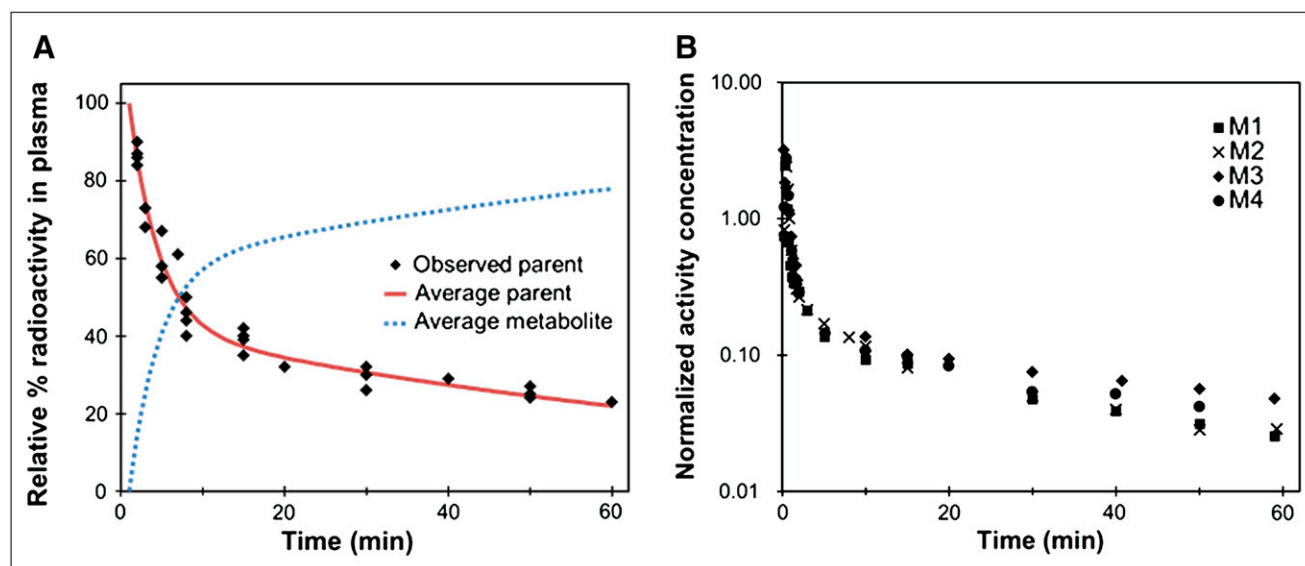 A
Relative % radioactivity in plasma
100
80
60
40
20
0
Observed parent
Average parent
Average metabolite
0 20 40 60
Time (min)
B
Normalized activity concentration
10.00
1.00
0.10
0.01
M1
M2
M3
M4
0 20 40 60
Time (min)